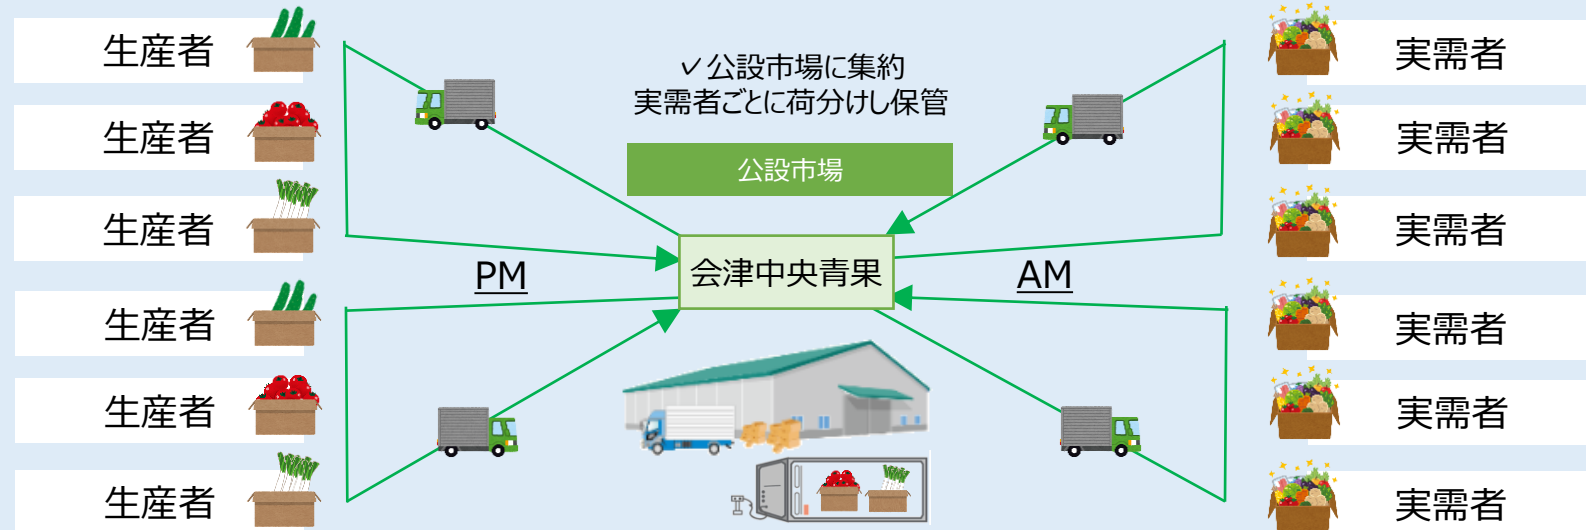 生産者
生産者
生産者
生産者
生産者
生産者
✓公設市場に集約
実需者ごとに荷分けし保管
公設市場
会津中央青果
PM
AM
実需者
実需者
実需者
実需者
実需者
実需者